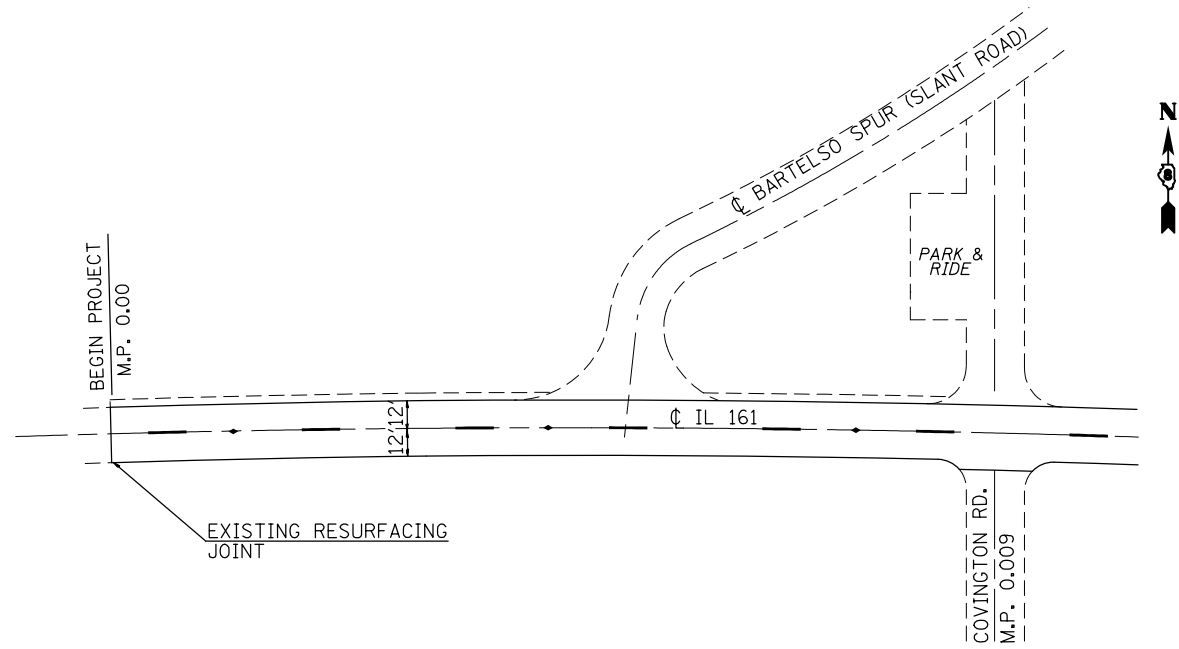 ℄ BARTELSO SPUR (SLANT ROAD)
N
PARK &
RIDE
BEGIN PROJECT
M.P. 0.00
12' 12'
℄ IL 161
EXISTING RESURFACING
JOINT
COVINGTON RD.
M.P. 0.009